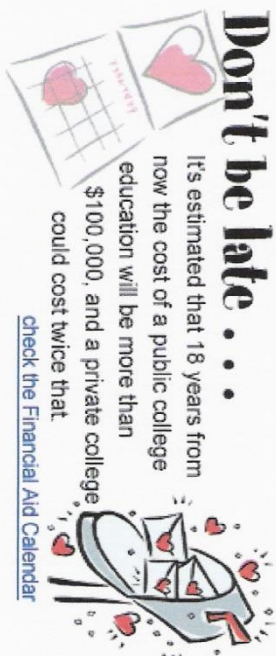 Don't be late . . .
It's estimated that 18 years from
now the cost of a public college
education will be more than
$100,000, and a private college
could cost twice that.
check the Financial Aid Calendar